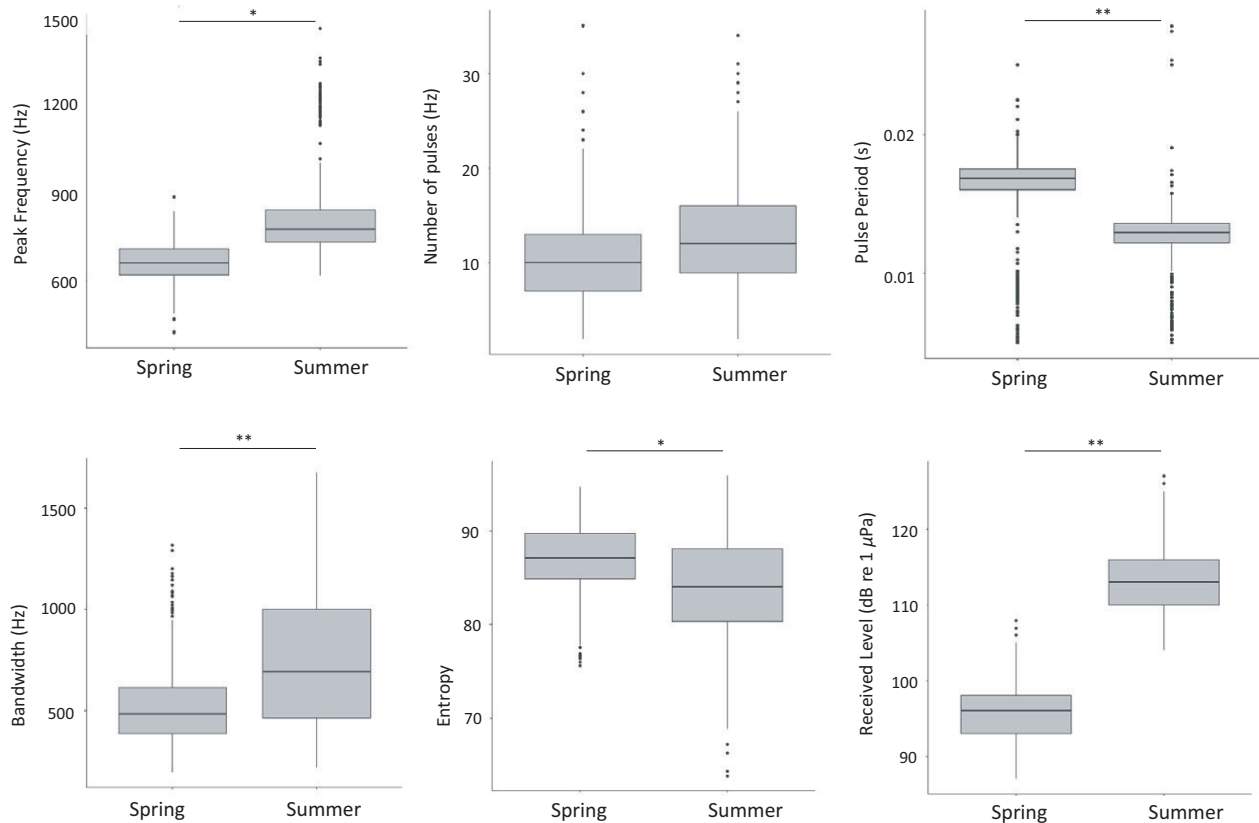 *
Peak Frequency (Hz)
1500
1200
900
600
Spring Summer
Number of pulses (Hz)
30
20
10
Spring Summer
**
Pulse Period (s)
0.02
0.01
Spring Summer
**
Bandwidth (Hz)
1500
1000
500
Spring Summer
*
Entropy
90
80
70
Spring Summer
**
Received Level (dB re 1 µPa)
120
110
100
90
Spring Summer